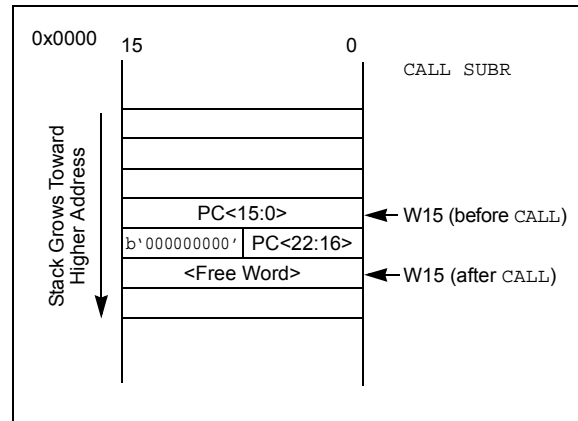 0x0000 15 0
CALL SUBR
Stack Grows Toward
Higher Address
PC<15:0> W15 (before CALL)
b‘000000000’ PC<22:16>
<Free Word> W15 (after CALL)